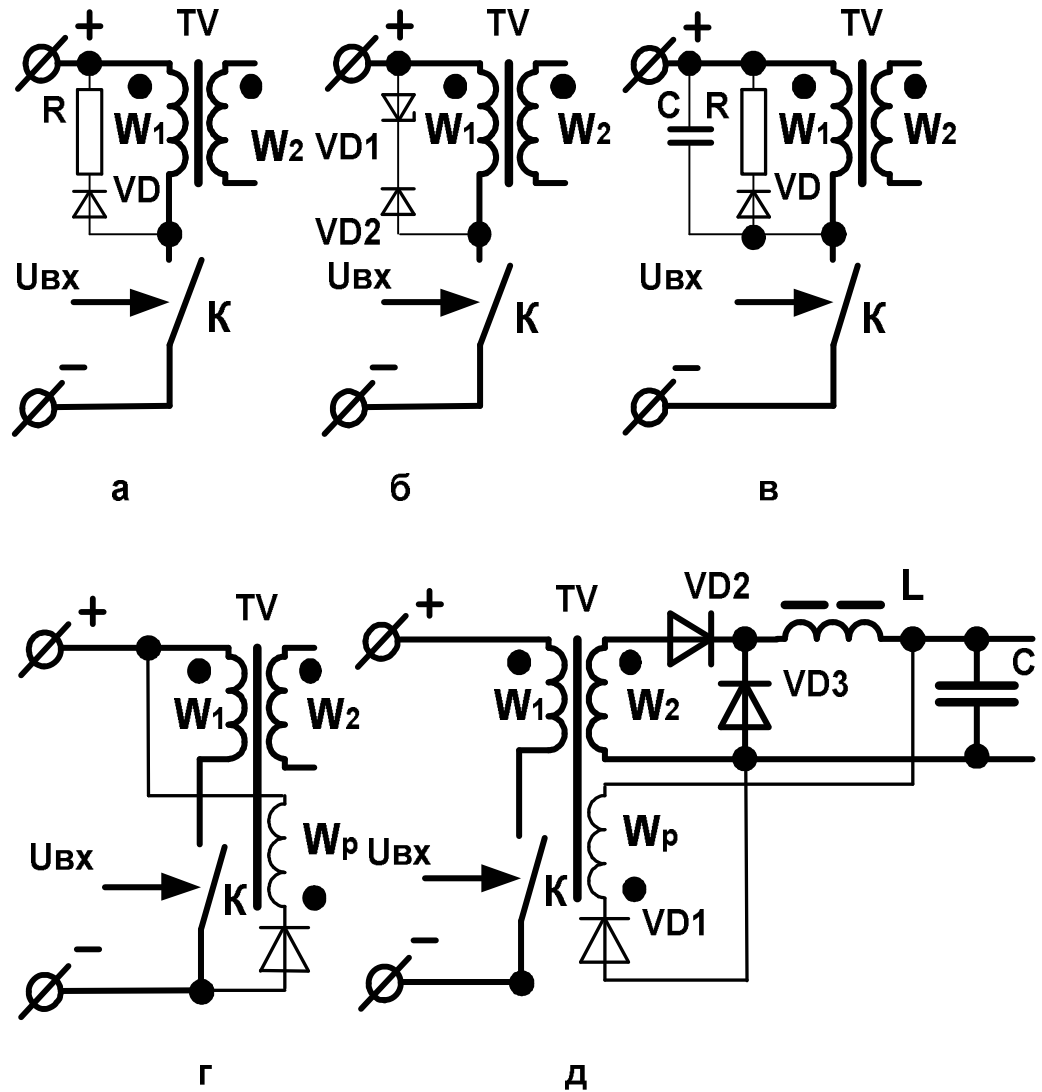 + TV
R W1 W2
VD
Uвх К
−
а
+ TV
VD1 W1 W2
VD2
Uвх К
−
б
+ TV
C R W1 W2
VD
Uвх К
−
в
+ TV
W1 W2
Wp
Uвх К
−
г
+ TV VD2 L
W1 W2 VD3 C
Wp
Uвх К VD1
−
д